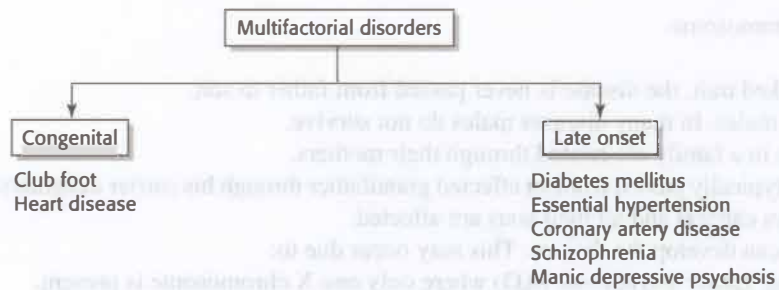 Multifactorial disorders
Congenital
Club foot
Heart disease
Late onset
Diabetes mellitus
Essential hypertension
Coronary artery disease
Schizophrenia
Manic depressive psychosis